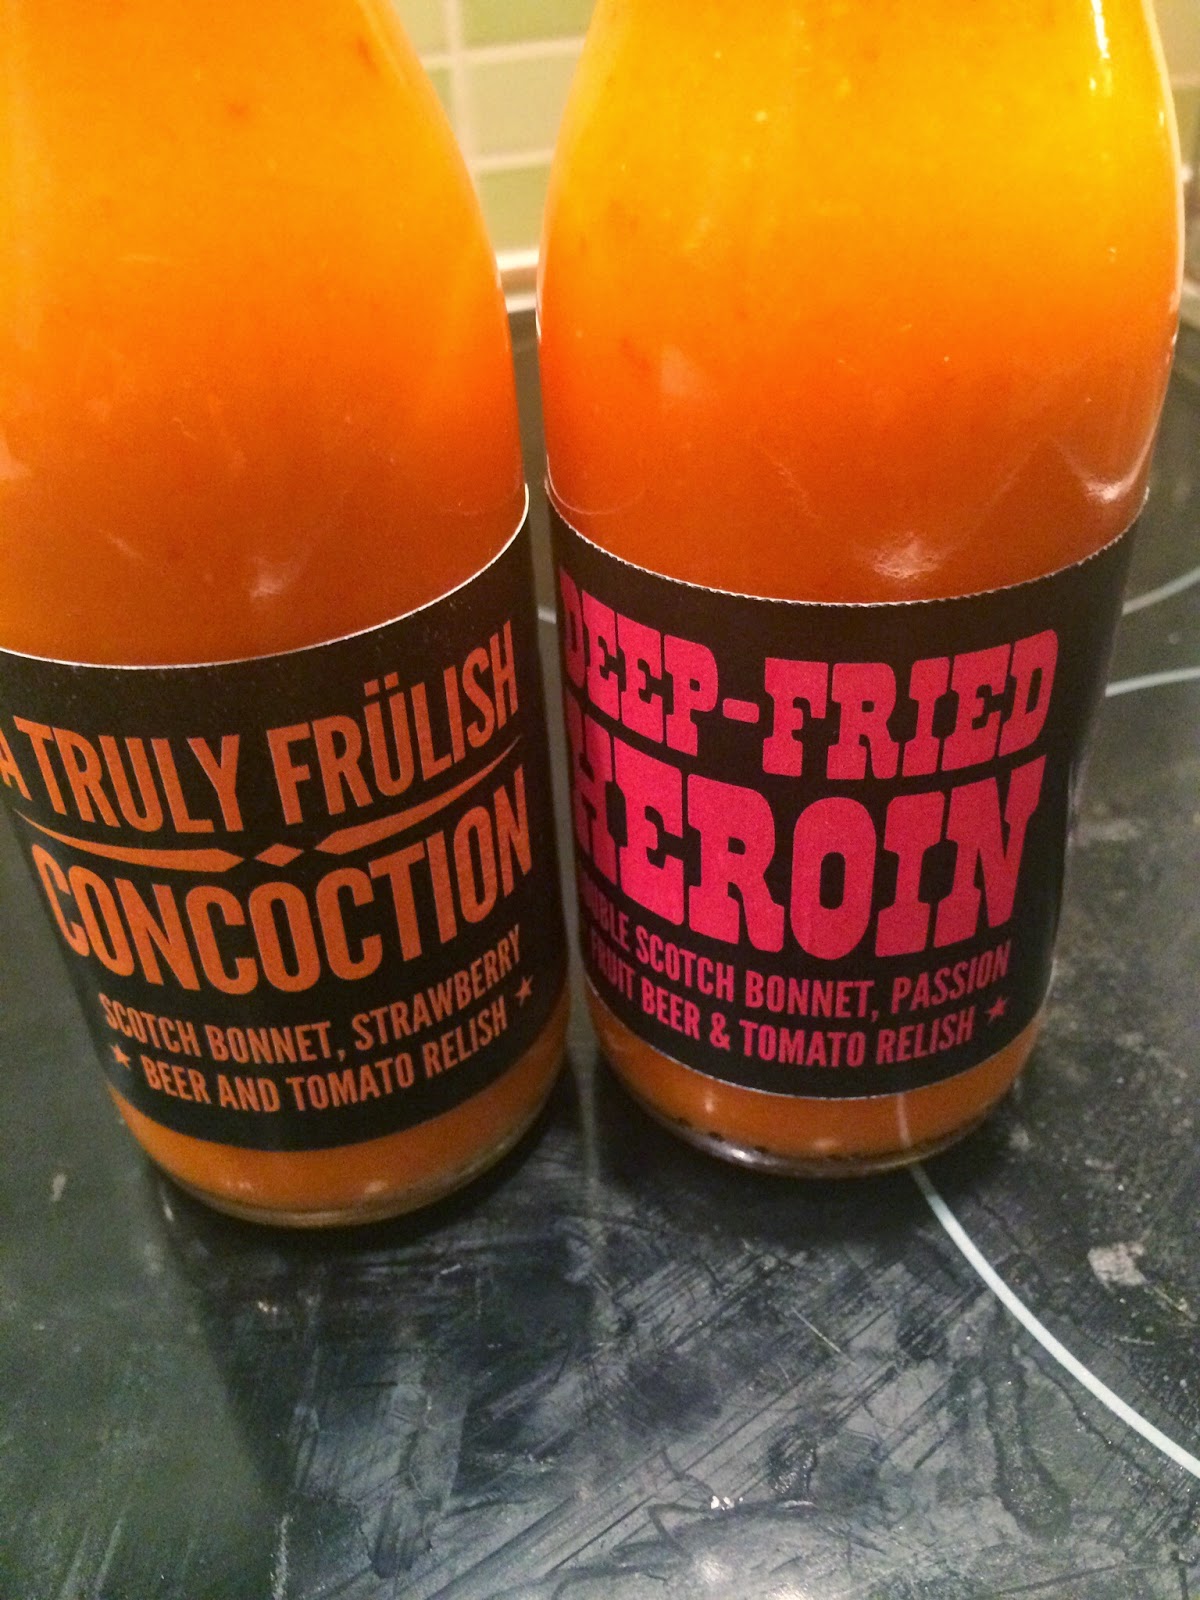 A TRULY FRÜLISH
CONCOCTION
SCOTCH BONNET, STRAWBERRY
★ BEER AND TOMATO RELISH ★
DEEP-FRIED
HEROIN
DOUBLE SCOTCH BONNET, PASSION
FRUIT BEER & TOMATO RELISH ★